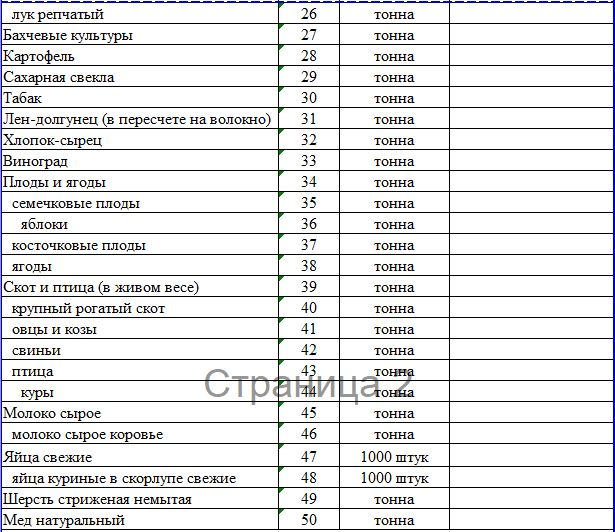 лук репчатый 26 тонна
Бахчевые культуры 27 тонна
Картофель 28 тонна
Сахарная свекла 29 тонна
Табак 30 тонна
Лен-долгунец (в пересчете на волокно) 31 тонна
Хлопок-сырец 32 тонна
Виноград 33 тонна
Плоды и ягоды 34 тонна
семечковые плоды 35 тонна
яблоки 36 тонна
косточковые плоды 37 тонна
ягоды 38 тонна
Скот и птица (в живом весе) 39 тонна
крупный рогатый скот 40 тонна
овцы и козы 41 тонна
свиньи 42 тонна
птица 43 тонна
Страница 2
куры 44 тонна
Молоко сырое 45 тонна
молоко сырое коровье 46 тонна
Яйца свежие 47 1000 штук
яйца куриные в скорлупе свежие 48 1000 штук
Шерсть стриженая немытая 49 тонна
Мед натуральный 50 тонна